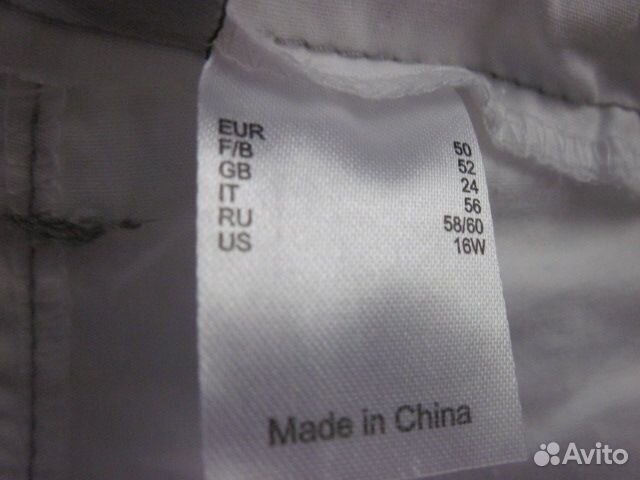 EUR 50
F/B 52
GB 24
IT 56
RU 58/60
US 16W
Made in China
Avito